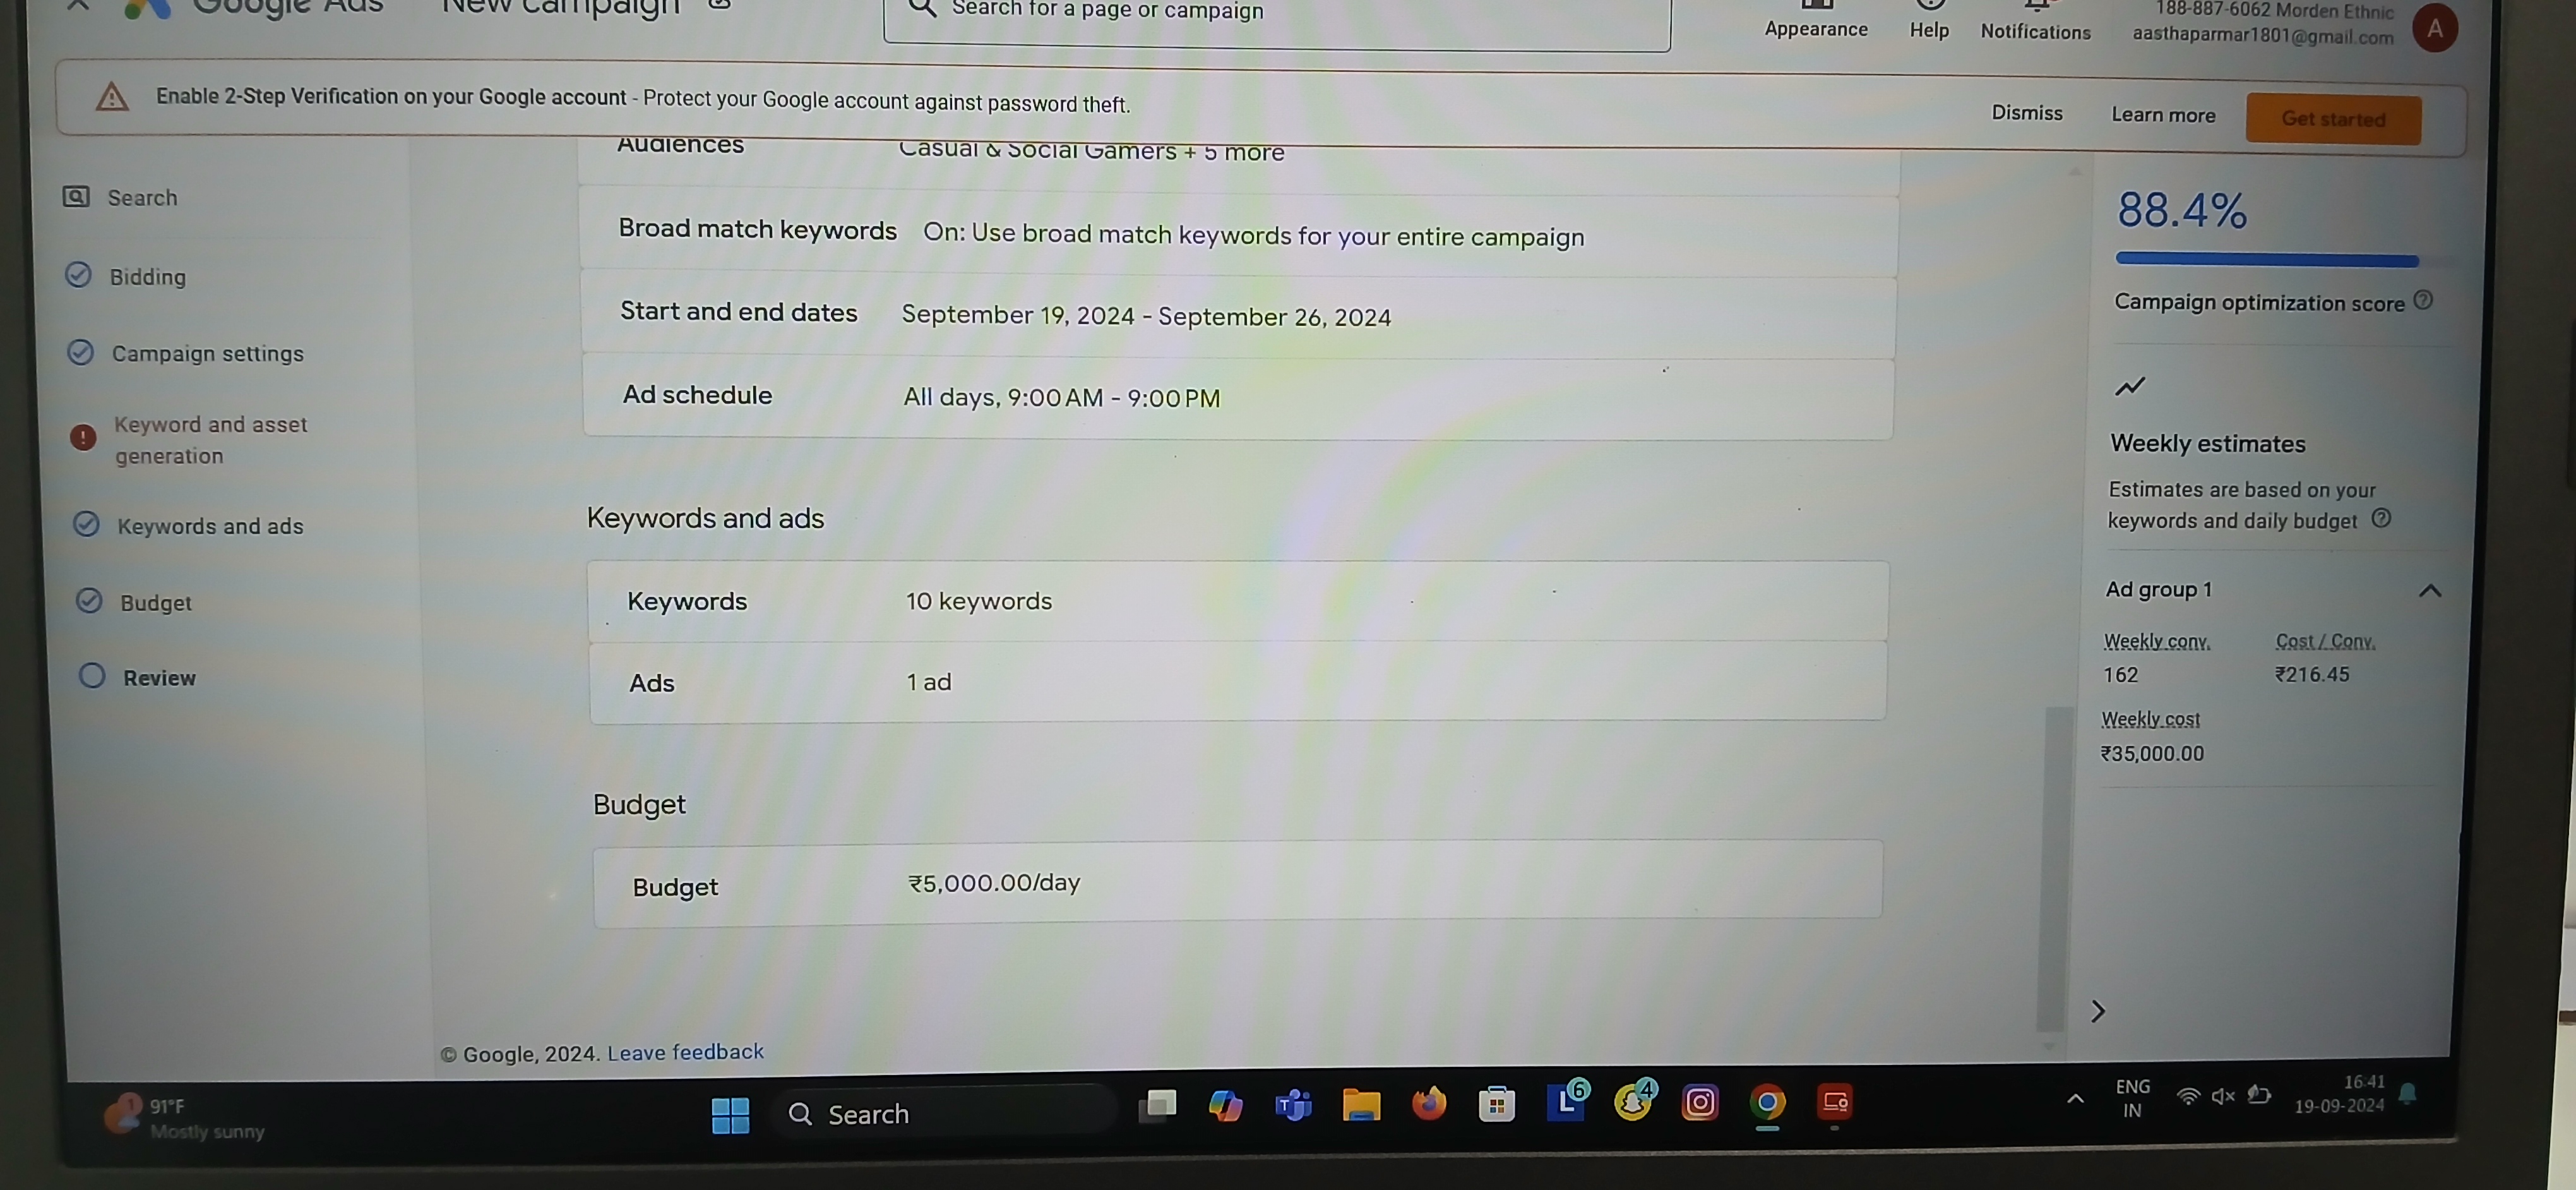 Google Ads
New campaign
Search for a page or campaign
Appearance
Help
Notifications
188-887-6062 Morden Ethnic
aasthaparmar1801@gmail.com
A
Enable 2-Step Verification on your Google account - Protect your Google account against password theft.
Dismiss
Learn more
Get started
Search
Bidding
Campaign settings
Keyword and asset
generation
Keywords and ads
Budget
Review
Audiences Casual & Social Gamers + 5 more
Broad match keywords On: Use broad match keywords for your entire campaign
Start and end dates September 19, 2024 - September 26, 2024
Ad schedule All days, 9:00 AM - 9:00 PM
Keywords and ads
Keywords 10 keywords
Ads 1 ad
Budget
Budget ₹5,000.00/day
© Google, 2024. Leave feedback
88.4%
Campaign optimization score
Weekly estimates
Estimates are based on your
keywords and daily budget
Ad group 1
Weekly conv. Cost / Conv.
162 ₹216.45
Weekly cost
₹35,000.00
1
91°F
Mostly sunny
Search
T
L
6
4
ENG
IN
16:41
19-09-2024